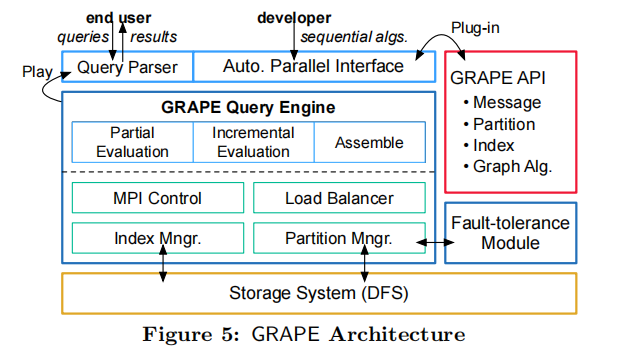 end user
developer
queries
results
sequential algs.
Plug-in
Play
Query Parser
Auto. Parallel Interface
GRAPE API
• Message
• Partition
• Index
• Graph Alg.
GRAPE Query Engine
Partial
Evaluation
Incremental
Evaluation
Assemble
MPI Control
Load Balancer
Index Mngr.
Partition Mngr.
Fault-tolerance
Module
Storage System (DFS)
Figure 5: GRAPE Architecture